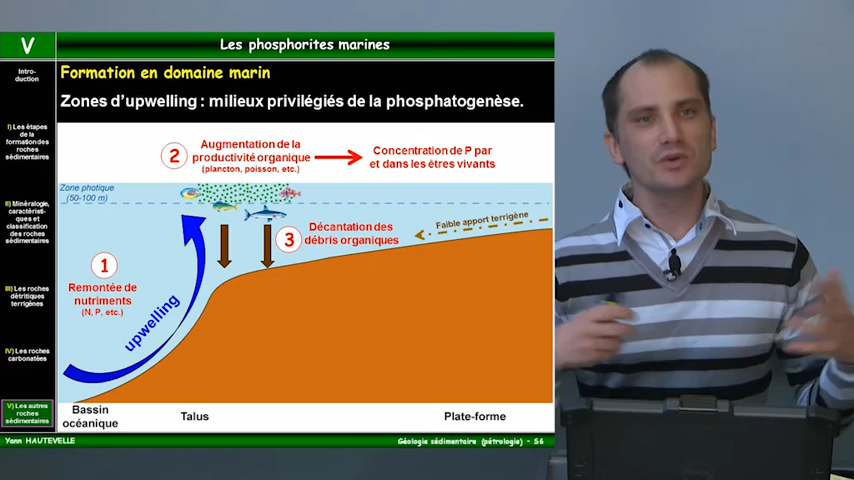 V
Les phosphorites marines
Intro-
duction
I) Les étapes
de la
formation des
roches
sédimentaires
II) Minéralogie,
caractéristi-
ques et
classification
des roches
sédimentaires
III) Les roches
détritiques
terrigènes
IV) Les roches
carbonatées
V) Les autres
roches
sédimentaires
Formation en domaine marin
Zones d'upwelling : milieux privilégiés de la phosphatogenèse.
2
Augmentation de la
productivité organique
(plancton, poisson, etc.)
Concentration de P par
et dans les êtres vivants
Zone photique
(50-100 m)
3
Décantation des
débris organiques
Faible apport terrigène
1
Remontée de
nutriments
(N, P, etc.)
upwelling
Bassin
océanique
Talus
Plate-forme
Yann HAUTEVELLE
Géologie sédimentaire (pétrologie) - 56